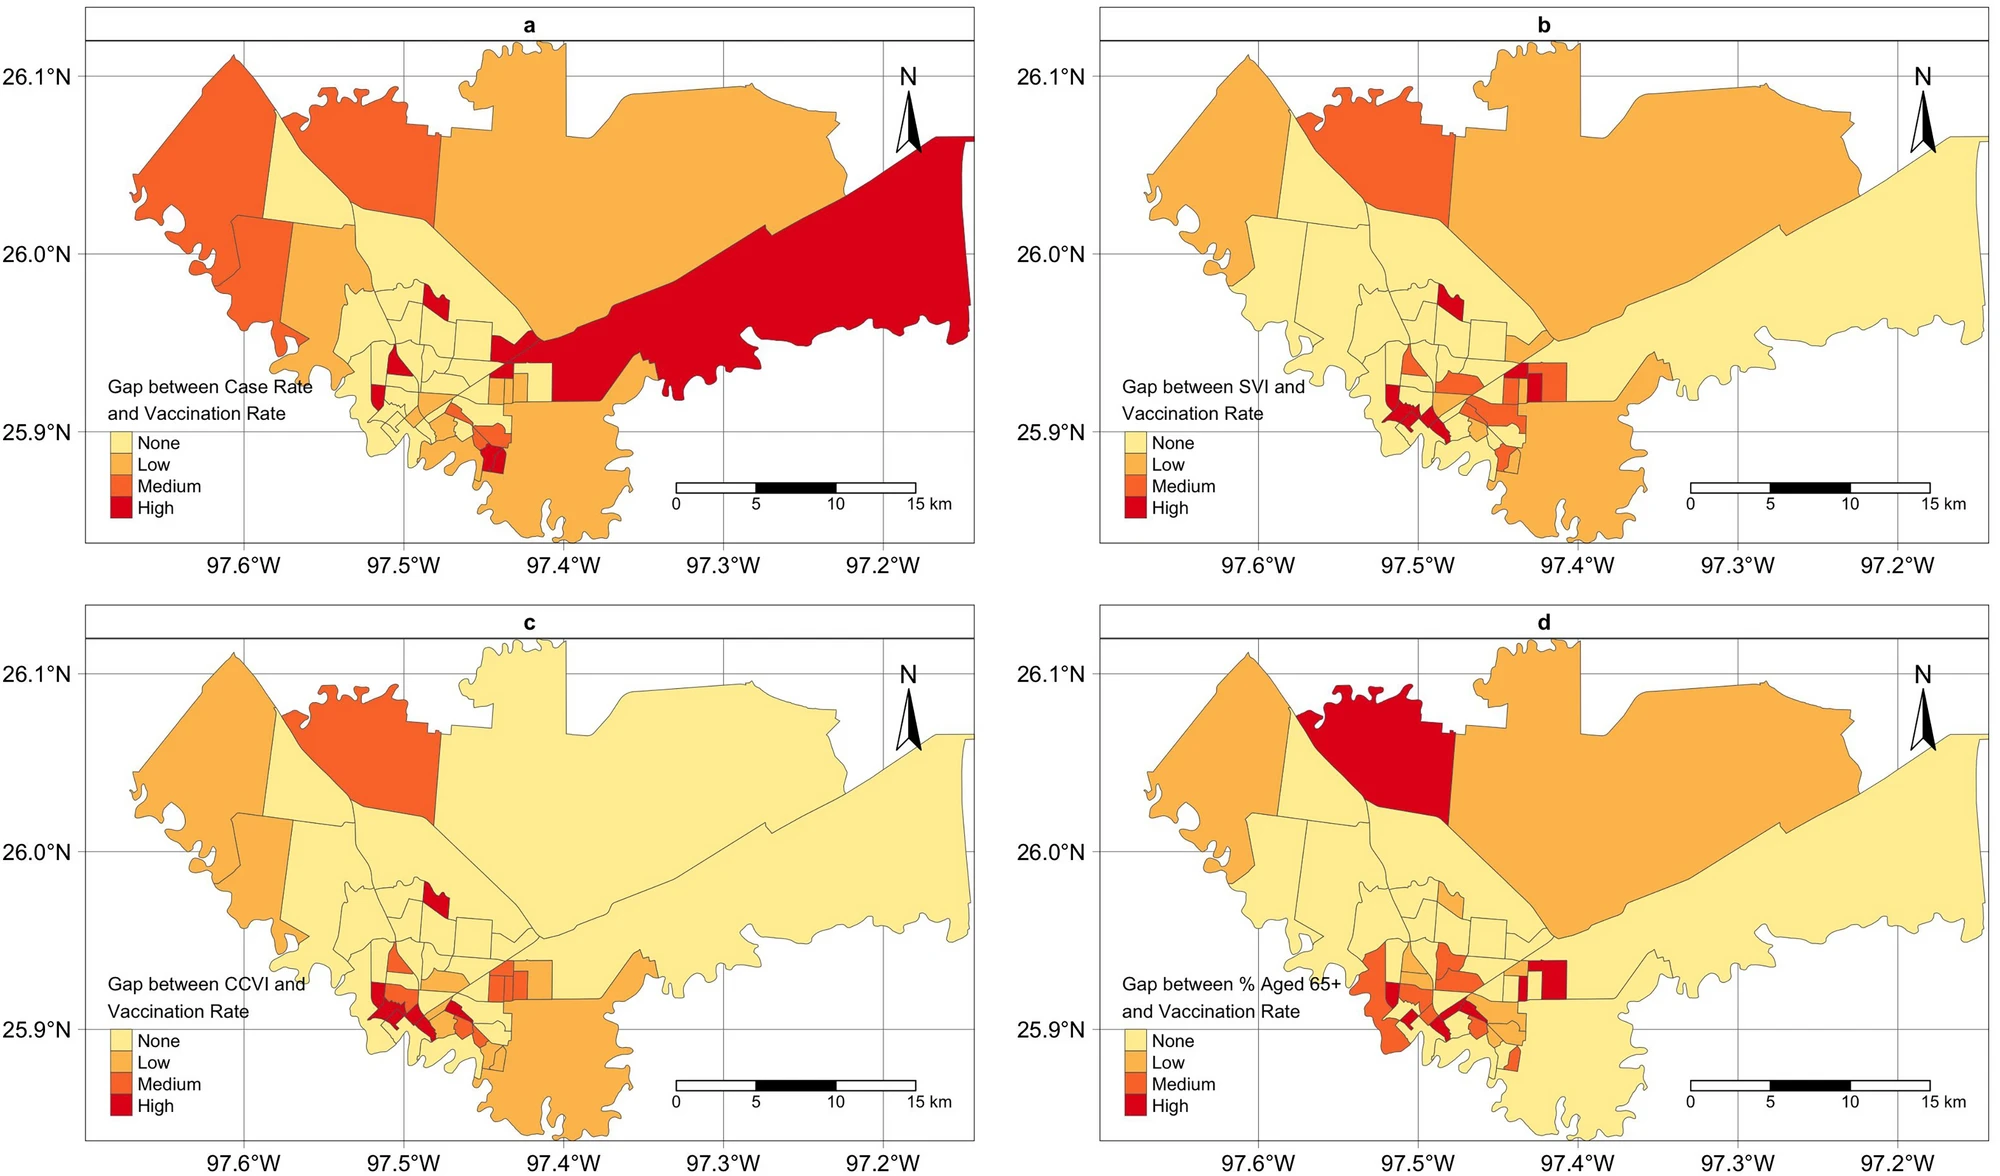 a
26.1°N
26.0°N
25.9°N
N
Gap between Case Rate
and Vaccination Rate
None
Low
Medium
High
0 5 10 15 km
97.6°W 97.5°W 97.4°W 97.3°W 97.2°W
b
26.1°N
26.0°N
25.9°N
N
Gap between SVI and
Vaccination Rate
None
Low
Medium
High
0 5 10 15 km
97.6°W 97.5°W 97.4°W 97.3°W 97.2°W
c
26.1°N
26.0°N
25.9°N
N
Gap between CCVI and
Vaccination Rate
None
Low
Medium
High
0 5 10 15 km
97.6°W 97.5°W 97.4°W 97.3°W 97.2°W
d
26.1°N
26.0°N
25.9°N
N
Gap between % Aged 65+
and Vaccination Rate
None
Low
Medium
High
0 5 10 15 km
97.6°W 97.5°W 97.4°W 97.3°W 97.2°W